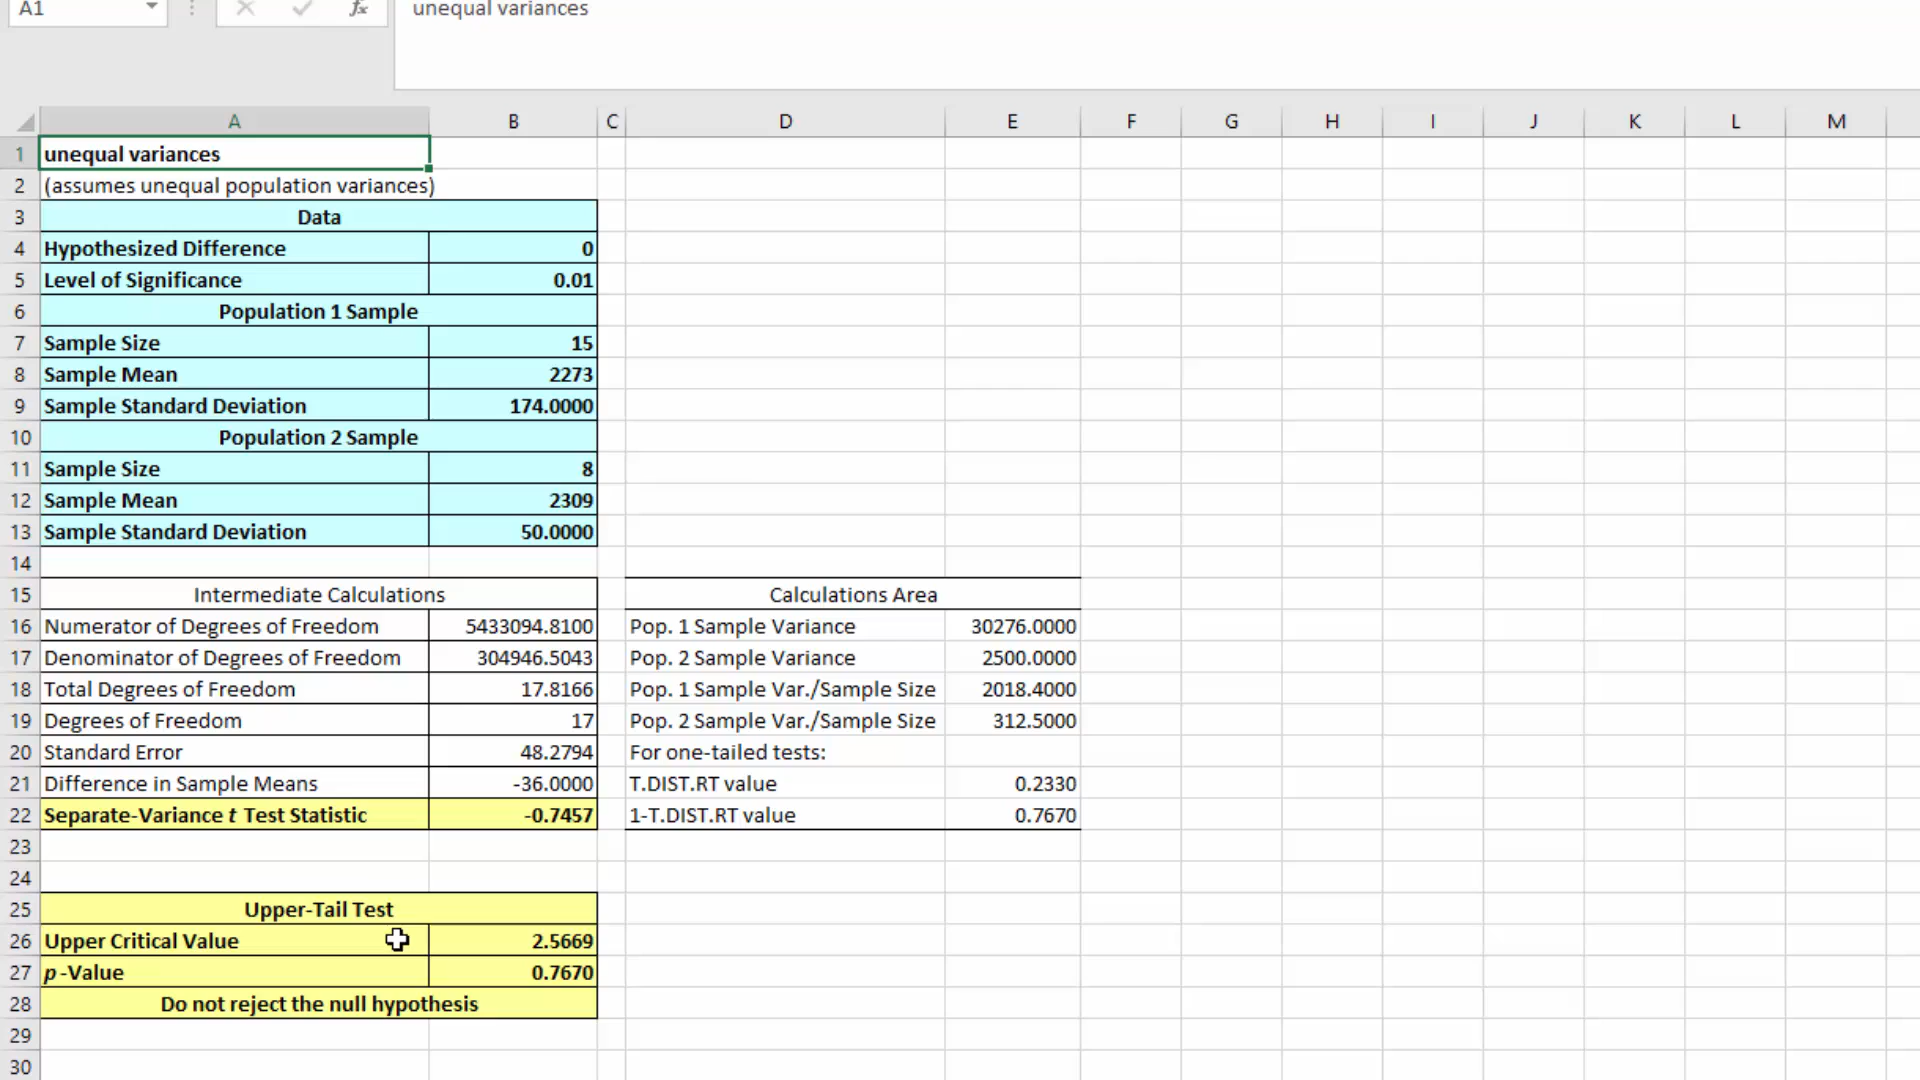 A1 fx unequal variances
A B C D E F G H I J K L M
1 unequal variances
2 (assumes unequal population variances)
3 Data
4 Hypothesized Difference 0
5 Level of Significance 0.01
6 Population 1 Sample
7 Sample Size 15
8 Sample Mean 2273
9 Sample Standard Deviation 174.0000
10 Population 2 Sample
11 Sample Size 8
12 Sample Mean 2309
13 Sample Standard Deviation 50.0000
14
15 Intermediate Calculations Calculations Area
16 Numerator of Degrees of Freedom 5433094.8100 Pop. 1 Sample Variance 30276.0000
17 Denominator of Degrees of Freedom 304946.5043 Pop. 2 Sample Variance 2500.0000
18 Total Degrees of Freedom 17.8166 Pop. 1 Sample Var./Sample Size 2018.4000
19 Degrees of Freedom 17 Pop. 2 Sample Var./Sample Size 312.5000
20 Standard Error 48.2794 For one-tailed tests:
21 Difference in Sample Means -36.0000 T.DIST.RT value 0.2330
22 Separate-Variance t Test Statistic -0.7457 1-T.DIST.RT value 0.7670
23
24
25 Upper-Tail Test
26 Upper Critical Value 2.5669
27 p-Value 0.7670
28 Do not reject the null hypothesis
29
30